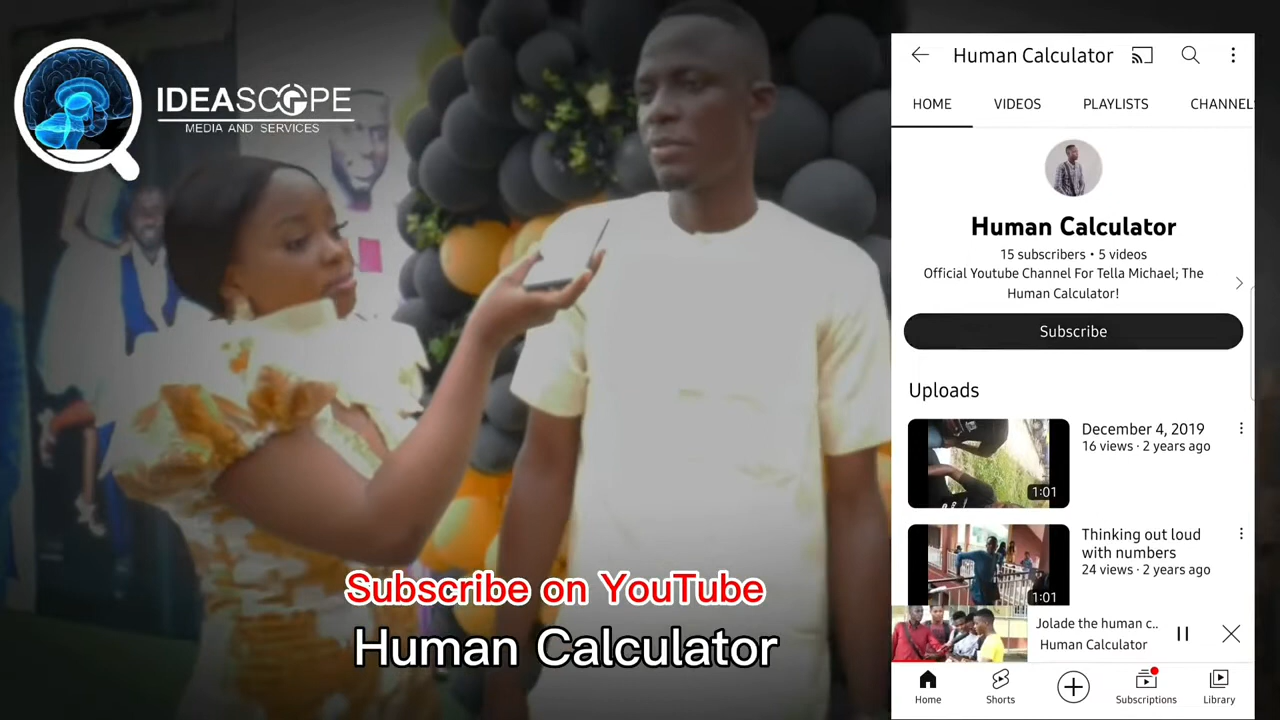 IDEASCOPE
MEDIA AND SERVICES
Subscribe on YouTube
Human Calculator
Human Calculator
HOME VIDEOS PLAYLISTS CHANNEL
Human Calculator
15 subscribers • 5 videos
Official Youtube Channel For Tella Michael; The
Human Calculator!
Subscribe
Uploads
December 4, 2019
16 views · 2 years ago
1:01
Thinking out loud
with numbers
24 views · 2 years ago
1:01
Jolade the human c..
Human Calculator
Home Shorts Subscriptions Library